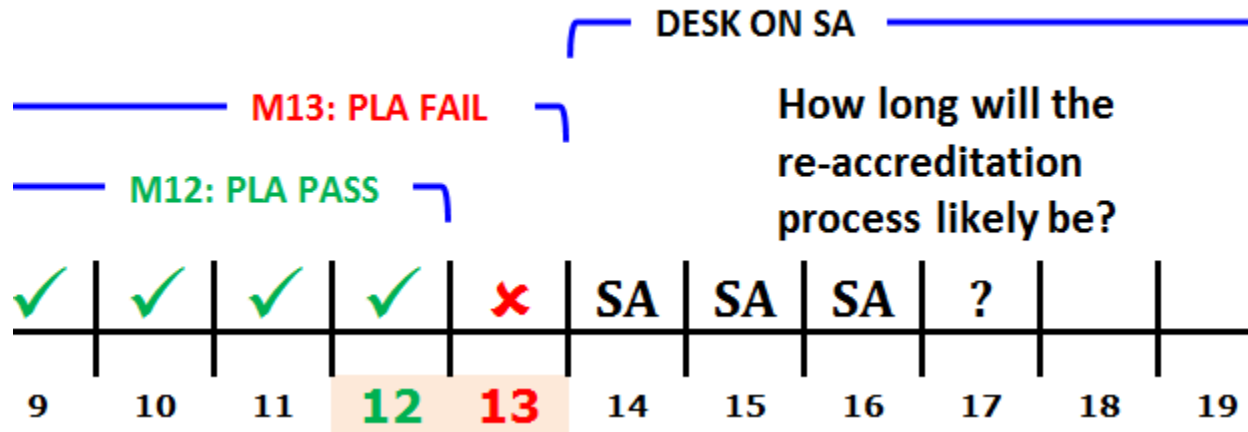 DESK ON SA
M13: PLA FAIL
How long will the
re-accreditation
process likely be?
M12: PLA PASS
SA SA SA ?
9 10 11 12 13 14 15 16 17 18 19